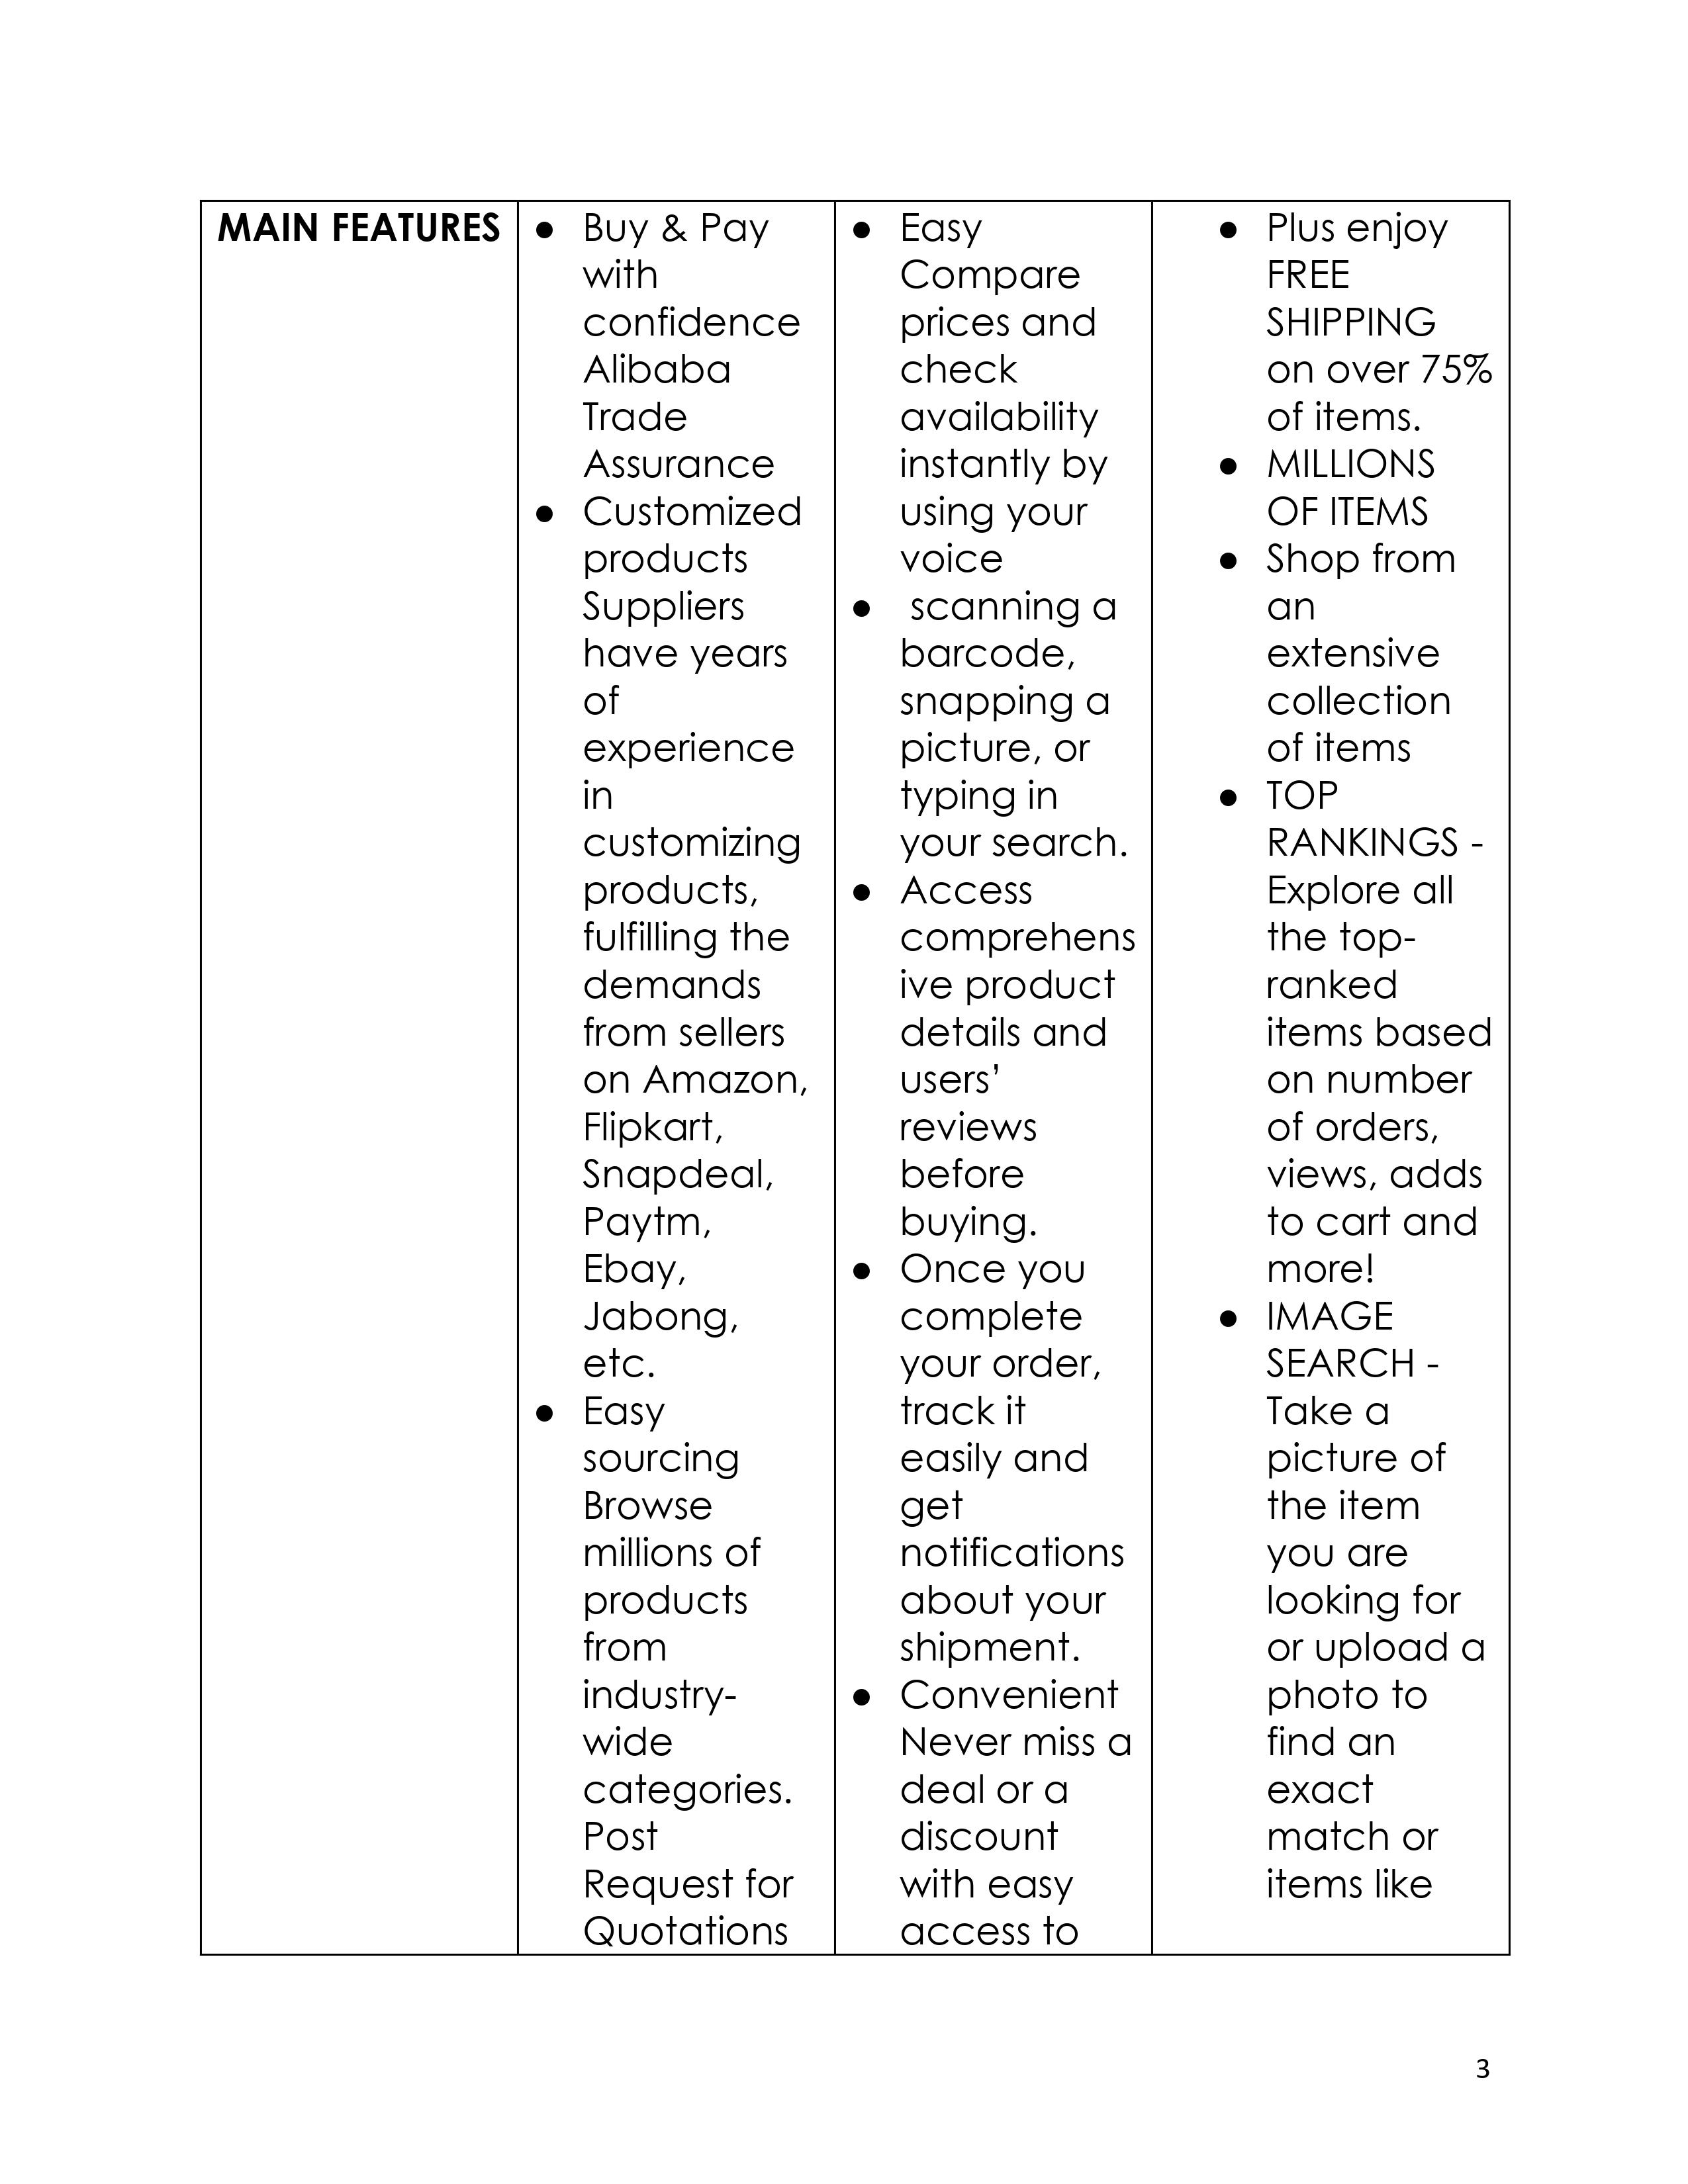 MAIN FEATURES
● Buy & Pay
with
confidence
Alibaba
Trade
Assurance
● Customized
products
Suppliers
have years
of
experience
in
customizing
products,
fulfilling the
demands
from sellers
on Amazon,
Flipkart,
Snapdeal,
Paytm,
Ebay,
Jabong,
etc.
● Easy
sourcing
Browse
millions of
products
from
industry-
wide
categories.
Post
Request for
Quotations
● Easy
Compare
prices and
check
availability
instantly by
using your
voice
● scanning a
barcode,
snapping a
picture, or
typing in
your search.
● Access
comprehens
ive product
details and
users’
reviews
before
buying.
● Once you
complete
your order,
track it
easily and
get
notifications
about your
shipment.
● Convenient
Never miss a
deal or a
discount
with easy
access to
● Plus enjoy
FREE
SHIPPING
on over 75%
of items.
● MILLIONS
OF ITEMS
● Shop from
an
extensive
collection
of items
● TOP
RANKINGS -
Explore all
the top-
ranked
items based
on number
of orders,
views, adds
to cart and
more!
● IMAGE
SEARCH -
Take a
picture of
the item
you are
looking for
or upload a
photo to
find an
exact
match or
items like
3